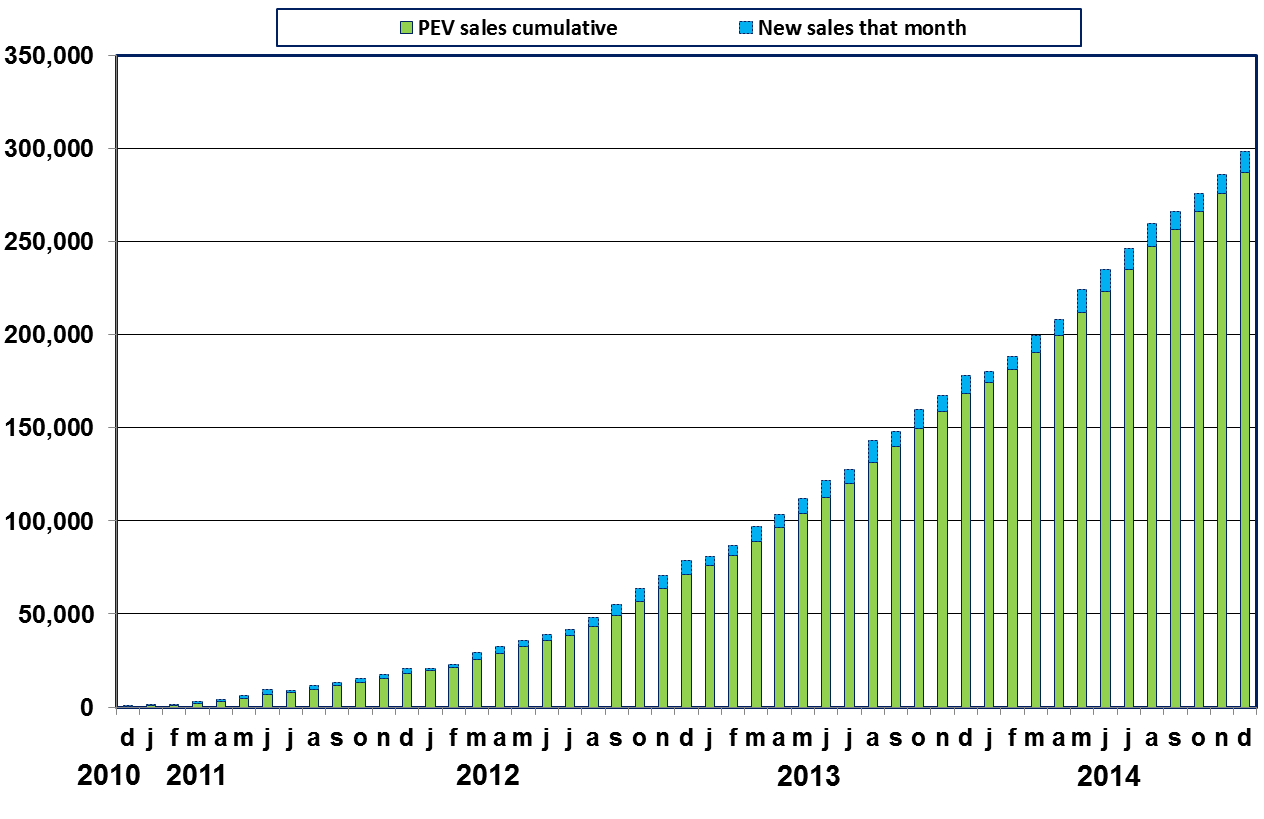 PEV sales cumulative New sales that month
350,000
300,000
250,000
200,000
150,000
100,000
50,000
0
d j f m a m j j a s o n d j f m a m j j a s o n d j f m a m j j a s o n d j f m a m j j a s o n d
2010 2011 2012 2013 2014